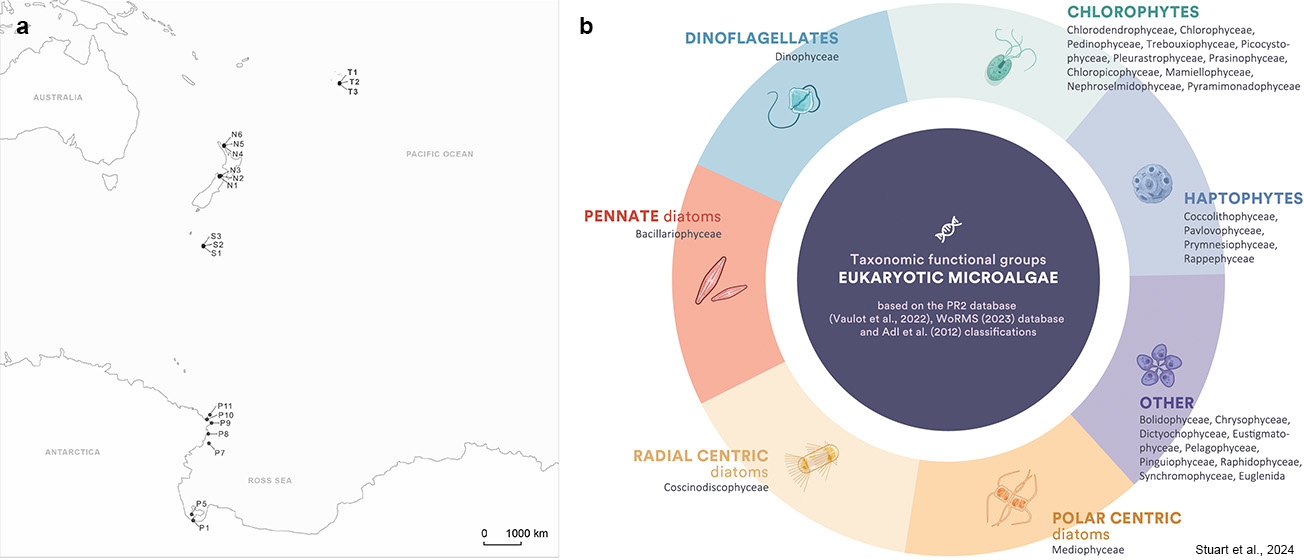 a
AUSTRALIA
T1
T2
T3
N6
N5
N4
PACIFIC OCEAN
N3
N2
N1
S3
S2
S1
P11
P10
P9
P8
P7
ANTARCTICA
ROSS SEA
P5
P1
0 1000 km
b
DINOFLAGELLATES
Dinophyceae
CHLOROPHYTES
Chlorodendrophyceae, Chlorophyceae,
Pedinophyceae, Trebouxiophyceae, Picocysto-
phyceae, Pleurastrophyceae, Prasinophyceae,
Chloropicophyceae, Mamiellophyceae,
Nephroselmidophyceae, Pyramimonadophyceae
PENNATE diatoms
Bacillariophyceae
HAPTOPHYTES
Coccolithophyceae,
Pavlovophyceae,
Prymnesiophyceae,
Rappephyceae
Taxonomic functional groups
EUKARYOTIC MICROALGAE
based on the PR2 database
(Vaulot et al., 2022), WoRMS (2023) database
and Adl et al. (2012) classifications
OTHER
Bolidophyceae, Chrysophyceae,
Dictyochophyceae, Eustigmato-
phyceae, Pelagophyceae,
Pinguiophyceae, Raphidophyceae,
Synchromophyceae, Euglenida
RADIAL CENTRIC
diatoms
Coscinodiscophyceae
POLAR CENTRIC
diatoms
Mediophyceae
Stuart et al., 2024